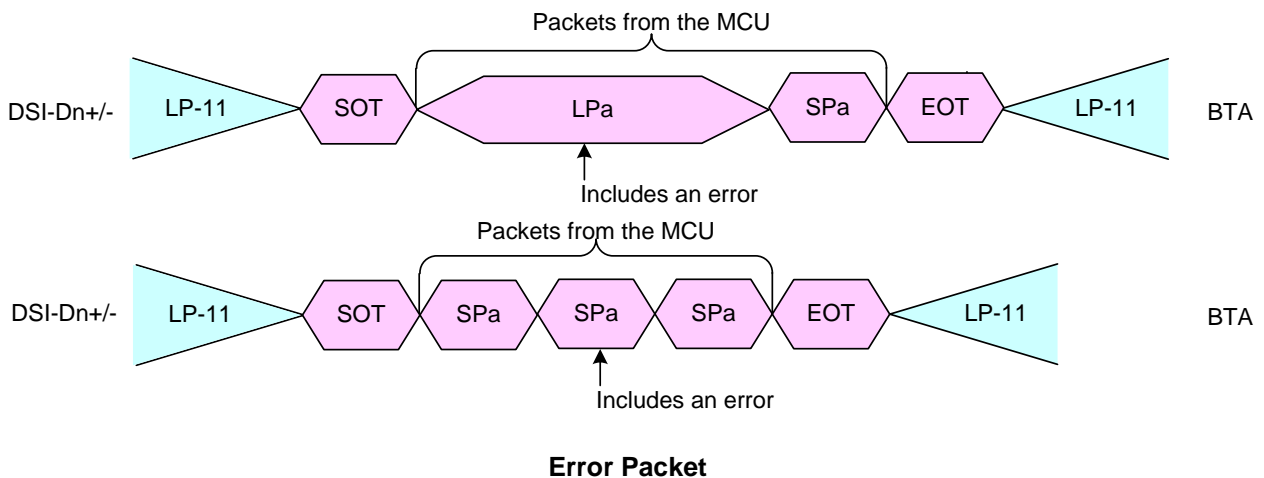 Packets from the MCU
DSI-Dn+/- LP-11 SOT LPa SPa EOT LP-11 BTA
Includes an error
Packets from the MCU
DSI-Dn+/- LP-11 SOT SPa SPa SPa EOT LP-11 BTA
Includes an error
Error Packet